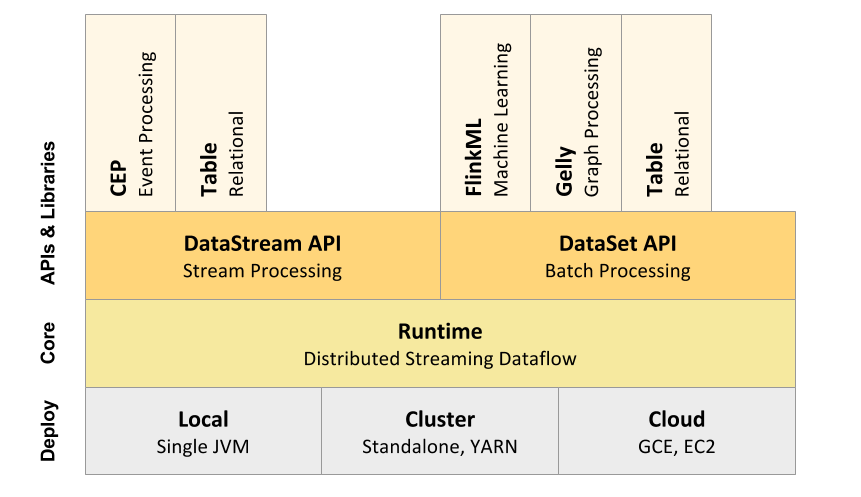 APIs & Libraries
CEP
Event Processing
Table
Relational
FlinkML
Machine Learning
Gelly
Graph Processing
Table
Relational
DataStream API
Stream Processing
DataSet API
Batch Processing
Core
Runtime
Distributed Streaming Dataflow
Deploy
Local
Single JVM
Cluster
Standalone, YARN
Cloud
GCE, EC2